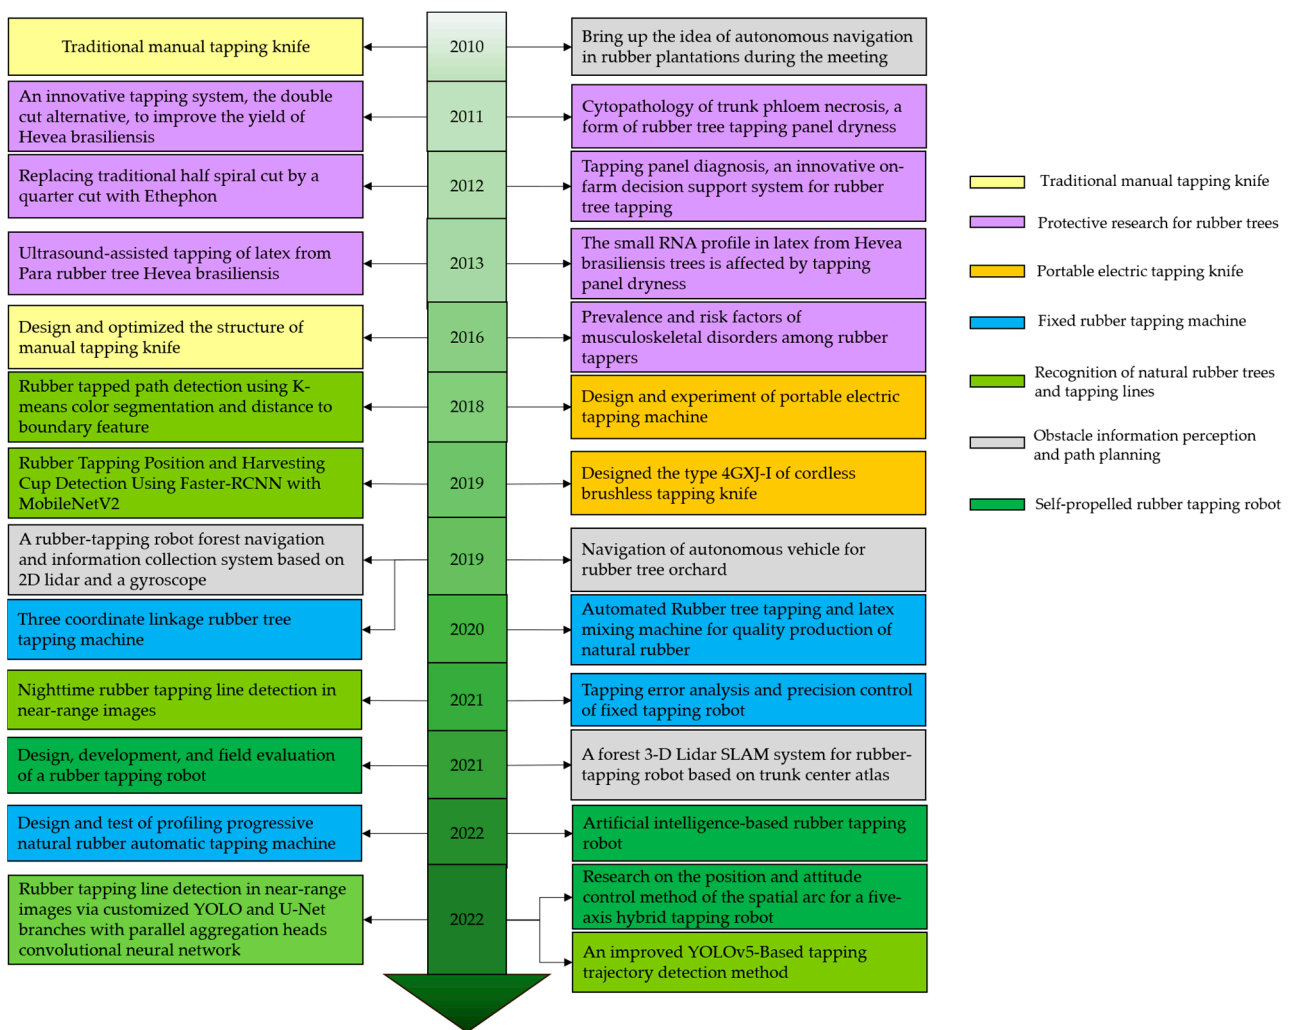 Traditional manual tapping knife
2010
Bring up the idea of autonomous navigation
in rubber plantations during the meeting
An innovative tapping system, the double
cut alternative, to improve the yield of
Hevea brasiliensis
2011
Cytopathology of trunk phloem necrosis, a
form of rubber tree tapping panel dryness
Replacing traditional half spiral cut by a
quarter cut with Ethephon
2012
Tapping panel diagnosis, an innovative on-
farm decision support system for rubber
tree tapping
Ultrasound-assisted tapping of latex from
Para rubber tree Hevea brasiliensis
2013
The small RNA profile in latex from Hevea
brasiliensis trees is affected by tapping
panel dryness
Design and optimized the structure of
manual tapping knife
2016
Prevalence and risk factors of
musculoskeletal disorders among rubber
tappers
Rubber tapped path detection using K-
means color segmentation and distance to
boundary feature
2018
Design and experiment of portable electric
tapping machine
Rubber Tapping Position and Harvesting
Cup Detection Using Faster-RCNN with
MobileNetV2
2019
Designed the type 4GXJ-I of cordless
brushless tapping knife
A rubber-tapping robot forest navigation
and information collection system based on
2D lidar and a gyroscope
2019
Navigation of autonomous vehicle for
rubber tree orchard
Three coordinate linkage rubber tree
tapping machine
2020
Automated Rubber tree tapping and latex
mixing machine for quality production of
natural rubber
Nighttime rubber tapping line detection in
near-range images
2021
Tapping error analysis and precision control
of fixed tapping robot
Design, development, and field evaluation
of a rubber tapping robot
2021
A forest 3-D Lidar SLAM system for rubber-
tapping robot based on trunk center atlas
Design and test of profiling progressive
natural rubber automatic tapping machine
2022
Artificial intelligence-based rubber tapping
robot
Rubber tapping line detection in near-range
images via customized YOLO and U-Net
branches with parallel aggregation heads
convolutional neural network
2022
Research on the position and attitude
control method of the spatial arc for a five-
axis hybrid tapping robot
An improved YOLOv5-Based tapping
trajectory detection method
Traditional manual tapping knife
Protective research for rubber trees
Portable electric tapping knife
Fixed rubber tapping machine
Recognition of natural rubber trees
and tapping lines
Obstacle information perception
and path planning
Self-propelled rubber tapping robot